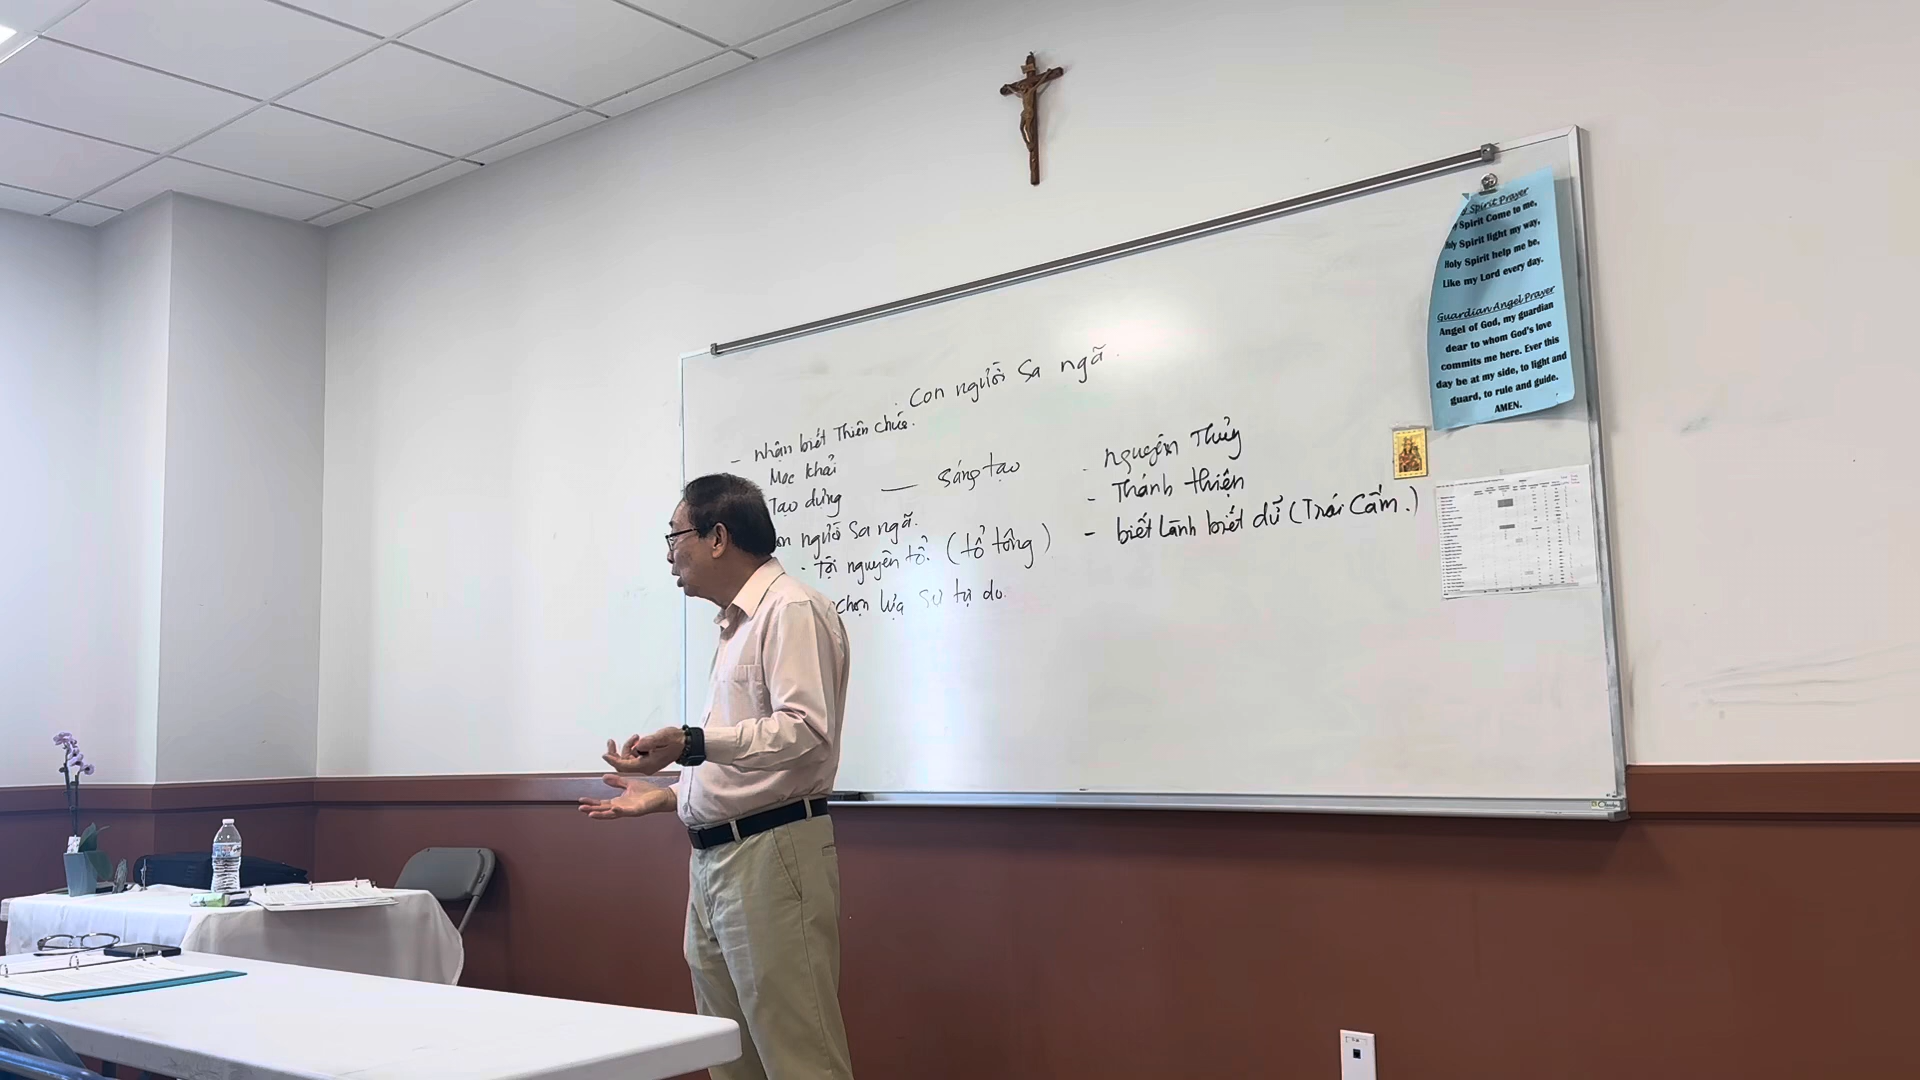 Con người Sa ngã.
- nhận biết Thiên chúa.
Mạc khải
Tạo dựng — sáng tạo
người Sa ngã.
- Tội nguyên tổ. (tổ tông)
chọn lựa sự tự do.
- Nguyên Thủy
- Thánh thiện
- biết Lành biết dữ (Trái Cấm.)
Spirit Prayer
Spirit Come to me,
Holy Spirit light my way,
Holy Spirit help me be,
Like my Lord every day.
Guardian Angel Prayer
Angel of God, my guardian
dear to whom God's love
commits me here. Ever this
day be at my side, to light and
guard, to rule and guide.
AMEN.